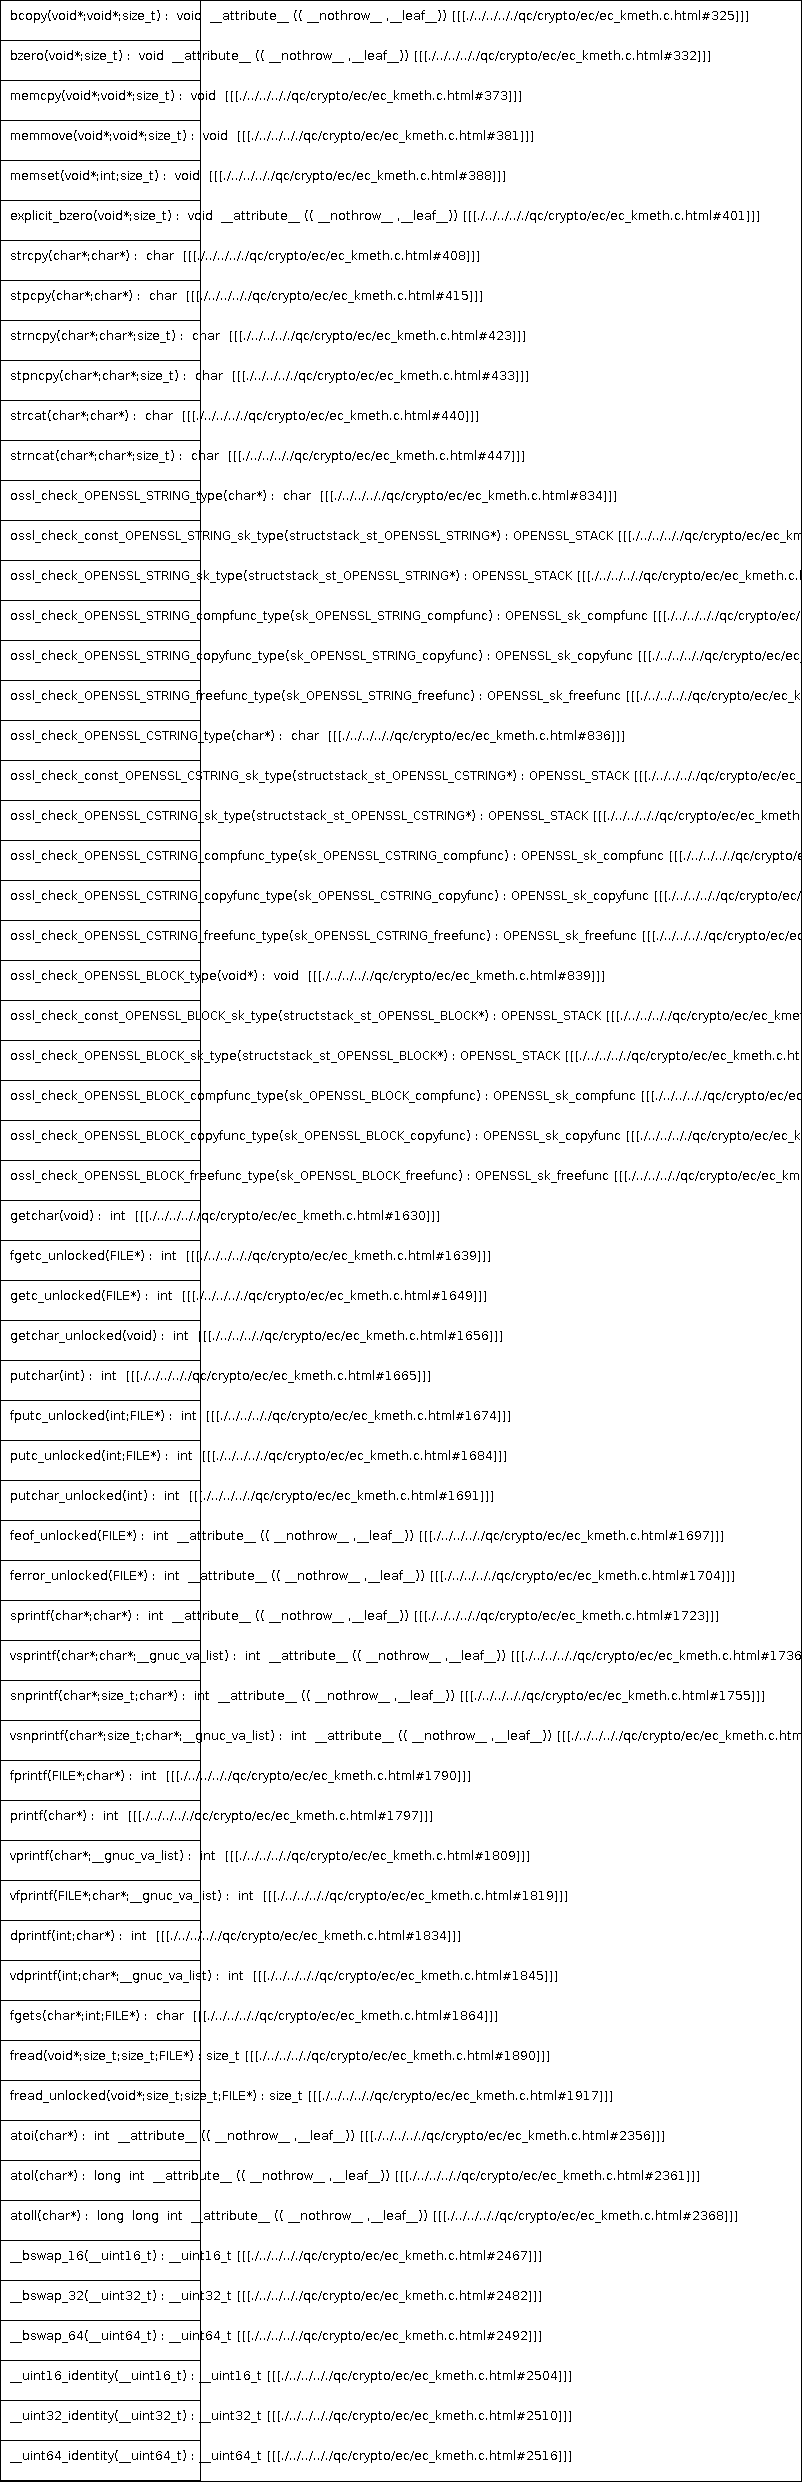 bcopy(void*;void*;size_t) :  void  __attribute__ (( __nothrow__ ,__leaf__)) [[[./../../../qc/crypto/ec/ec_kmeth.c.html#325]]]
bzero(void*;size_t) :  void  __attribute__ (( __nothrow__ ,__leaf__)) [[[./../../../qc/crypto/ec/ec_kmeth.c.html#332]]]
memcpy(void*;void*;size_t) :  void  [[[./../../../../qc/crypto/ec/ec_kmeth.c.html#373]]]
memmove(void*;void*;size_t) :  void  [[[./../../../../qc/crypto/ec/ec_kmeth.c.html#381]]]
memset(void*;int;size_t) :  void  [[[./../../../../qc/crypto/ec/ec_kmeth.c.html#388]]]
explicit_bzero(void*;size_t) :  void  __attribute__ (( __nothrow__ ,__leaf__)) [[[./../../../../qc/crypto/ec/ec_kmeth.c.html#401]]]
strcpy(char*;char*) :  char  [[[./../../../../qc/crypto/ec/ec_kmeth.c.html#408]]]
stpcpy(char*;char*) :  char  [[[./../../../../qc/crypto/ec/ec_kmeth.c.html#415]]]
strncpy(char*;char*;size_t) :  char  [[[./../../../../qc/crypto/ec/ec_kmeth.c.html#423]]]
stpncpy(char*;char*;size_t) :  char  [[[./../../../../qc/crypto/ec/ec_kmeth.c.html#433]]]
strcat(char*;char*) :  char  [[[./../../../../qc/crypto/ec/ec_kmeth.c.html#440]]]
strncat(char*;char*;size_t) :  char  [[[./../../../../qc/crypto/ec/ec_kmeth.c.html#447]]]
ossl_check_OPENSSL_STRING_type(char*) :  char  [[[./../../../../qc/crypto/ec/ec_kmeth.c.html#834]]]
ossl_check_const_OPENSSL_STRING_sk_type(structstack_st_OPENSSL_STRING*) : OPENSSL_STACK [[[./../../../../qc/crypto/ec/ec_km
ossl_check_OPENSSL_STRING_sk_type(structstack_st_OPENSSL_STRING*) : OPENSSL_STACK [[[./../../../../qc/crypto/ec/ec_kmeth.c.
ossl_check_OPENSSL_STRING_compfunc_type(sk_OPENSSL_STRING_compfunc) : OPENSSL_sk_compfunc [[[./../../../../qc/crypto/ec/
ossl_check_OPENSSL_STRING_copyfunc_type(sk_OPENSSL_STRING_copyfunc) : OPENSSL_sk_copyfunc [[[./../../../../qc/crypto/ec/ec_
ossl_check_OPENSSL_STRING_freefunc_type(sk_OPENSSL_STRING_freefunc) : OPENSSL_sk_freefunc [[[./../../../../qc/crypto/ec/ec_k
ossl_check_OPENSSL_CSTRING_type(char*) :  char  [[[./../../../../qc/crypto/ec/ec_kmeth.c.html#836]]]
ossl_check_const_OPENSSL_CSTRING_sk_type(structstack_st_OPENSSL_CSTRING*) : OPENSSL_STACK [[[./../../../../qc/crypto/ec/ec_
ossl_check_OPENSSL_CSTRING_sk_type(structstack_st_OPENSSL_CSTRING*) : OPENSSL_STACK [[[./../../../../qc/crypto/ec/ec_kmeth
ossl_check_OPENSSL_CSTRING_compfunc_type(sk_OPENSSL_CSTRING_compfunc) : OPENSSL_sk_compfunc [[[./../../../../qc/crypto/e
ossl_check_OPENSSL_CSTRING_copyfunc_type(sk_OPENSSL_CSTRING_copyfunc) : OPENSSL_sk_copyfunc [[[./../../../../qc/crypto/ec/
ossl_check_OPENSSL_CSTRING_freefunc_type(sk_OPENSSL_CSTRING_freefunc) : OPENSSL_sk_freefunc [[[./../../../../qc/crypto/ec/ec
ossl_check_OPENSSL_BLOCK_type(void*) :  void  [[[./../../../../qc/crypto/ec/ec_kmeth.c.html#839]]]
ossl_check_const_OPENSSL_BLOCK_sk_type(structstack_st_OPENSSL_BLOCK*) : OPENSSL_STACK [[[./../../../../qc/crypto/ec/ec_kmet
ossl_check_OPENSSL_BLOCK_sk_type(structstack_st_OPENSSL_BLOCK*) : OPENSSL_STACK [[[./../../../../qc/crypto/ec/ec_kmeth.c.ht
ossl_check_OPENSSL_BLOCK_compfunc_type(sk_OPENSSL_BLOCK_compfunc) : OPENSSL_sk_compfunc [[[./../../../../qc/crypto/ec/ec
ossl_check_OPENSSL_BLOCK_copyfunc_type(sk_OPENSSL_BLOCK_copyfunc) : OPENSSL_sk_copyfunc [[[./../../../../qc/crypto/ec/ec_k
ossl_check_OPENSSL_BLOCK_freefunc_type(sk_OPENSSL_BLOCK_freefunc) : OPENSSL_sk_freefunc [[[./../../../../qc/crypto/ec/ec_km
getchar(void) :  int  [[[./../../../../qc/crypto/ec/ec_kmeth.c.html#1630]]]
fgetc_unlocked(FILE*) :  int  [[[./../../../../qc/crypto/ec/ec_kmeth.c.html#1639]]]
getc_unlocked(FILE*) :  int  [[[./../../../../qc/crypto/ec/ec_kmeth.c.html#1649]]]
getchar_unlocked(void) :  int  [[[./../../../../qc/crypto/ec/ec_kmeth.c.html#1656]]]
putchar(int) :  int  [[[./../../../../qc/crypto/ec/ec_kmeth.c.html#1665]]]
fputc_unlocked(int;FILE*) :  int  [[[./../../../../qc/crypto/ec/ec_kmeth.c.html#1674]]]
putc_unlocked(int;FILE*) :  int  [[[./../../../../qc/crypto/ec/ec_kmeth.c.html#1684]]]
putchar_unlocked(int) :  int  [[[./../../../../qc/crypto/ec/ec_kmeth.c.html#1691]]]
feof_unlocked(FILE*) :  int  __attribute__ (( __nothrow__ ,__leaf__)) [[[./../../../../qc/crypto/ec/ec_kmeth.c.html#1697]]]
ferror_unlocked(FILE*) :  int  __attribute__ (( __nothrow__ ,__leaf__)) [[[./../../../../qc/crypto/ec/ec_kmeth.c.html#1704]]]
sprintf(char*;char*) :  int  __attribute__ (( __nothrow__ ,__leaf__)) [[[./../../../../qc/crypto/ec/ec_kmeth.c.html#1723]]]
vsprintf(char*;char*;__gnuc_va_list) :  int  __attribute__ (( __nothrow__ ,__leaf__)) [[[./../../../../qc/crypto/ec/ec_kmeth.c.html#1736
snprintf(char*;size_t;char*) :  int  __attribute__ (( __nothrow__ ,__leaf__)) [[[./../../../../qc/crypto/ec/ec_kmeth.c.html#1755]]]
vsnprintf(char*;size_t;char*;__gnuc_va_list) :  int  __attribute__ (( __nothrow__ ,__leaf__)) [[[./../../../../qc/crypto/ec/ec_kmeth.c.htm
fprintf(FILE*;char*) :  int  [[[./../../../../qc/crypto/ec/ec_kmeth.c.html#1790]]]
printf(char*) :  int  [[[./../../../../qc/crypto/ec/ec_kmeth.c.html#1797]]]
vprintf(char*;__gnuc_va_list) :  int  [[[./../../../../qc/crypto/ec/ec_kmeth.c.html#1809]]]
vfprintf(FILE*;char*;__gnuc_va_list) :  int  [[[./../../../../qc/crypto/ec/ec_kmeth.c.html#1819]]]
dprintf(int;char*) :  int  [[[./../../../../qc/crypto/ec/ec_kmeth.c.html#1834]]]
vdprintf(int;char*;__gnuc_va_list) :  int  [[[./../../../../qc/crypto/ec/ec_kmeth.c.html#1845]]]
fgets(char*;int;FILE*) :  char  [[[./../../../../qc/crypto/ec/ec_kmeth.c.html#1864]]]
fread(void*;size_t;size_t;FILE*) : size_t [[[./../../../../qc/crypto/ec/ec_kmeth.c.html#1890]]]
fread_unlocked(void*;size_t;size_t;FILE*) : size_t [[[./../../../../qc/crypto/ec/ec_kmeth.c.html#1917]]]
atoi(char*) :  int  __attribute__ (( __nothrow__ ,__leaf__)) [[[./../../../../qc/crypto/ec/ec_kmeth.c.html#2356]]]
atol(char*) :  long  int  __attribute__ (( __nothrow__ ,__leaf__)) [[[./../../../../qc/crypto/ec/ec_kmeth.c.html#2361]]]
atoll(char*) :  long  long  int  __attribute__ (( __nothrow__ ,__leaf__)) [[[./../../../../qc/crypto/ec/ec_kmeth.c.html#2368]]]
__bswap_16(__uint16_t) : __uint16_t [[[./../../../../qc/crypto/ec/ec_kmeth.c.html#2467]]]
__bswap_32(__uint32_t) : __uint32_t [[[./../../../../qc/crypto/ec/ec_kmeth.c.html#2482]]]
__bswap_64(__uint64_t) : __uint64_t [[[./../../../../qc/crypto/ec/ec_kmeth.c.html#2492]]]
__uint16_identity(__uint16_t) : __uint16_t [[[./../../../../qc/crypto/ec/ec_kmeth.c.html#2504]]]
__uint32_identity(__uint32_t) : __uint32_t [[[./../../../../qc/crypto/ec/ec_kmeth.c.html#2510]]]
__uint64_identity(__uint64_t) : __uint64_t [[[./../../../../qc/crypto/ec/ec_kmeth.c.html#2516]]]